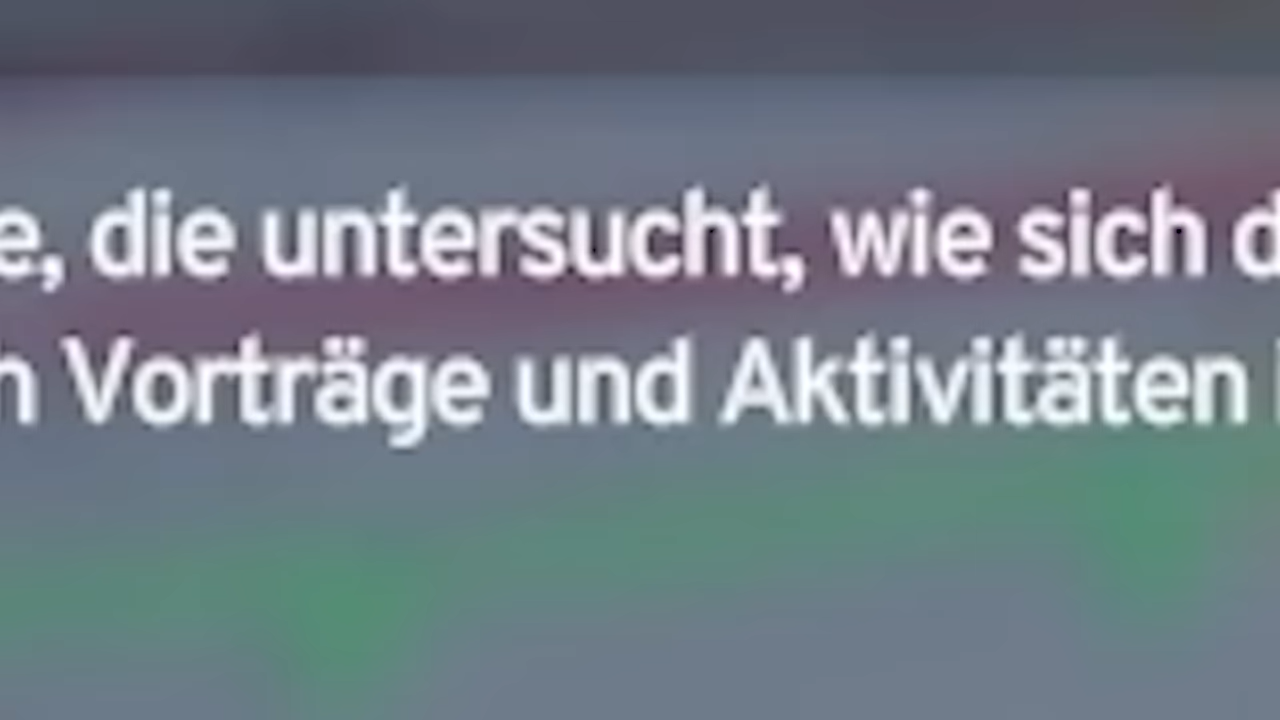 e, die untersucht, wie sich d
h Vorträge und Aktivitäten